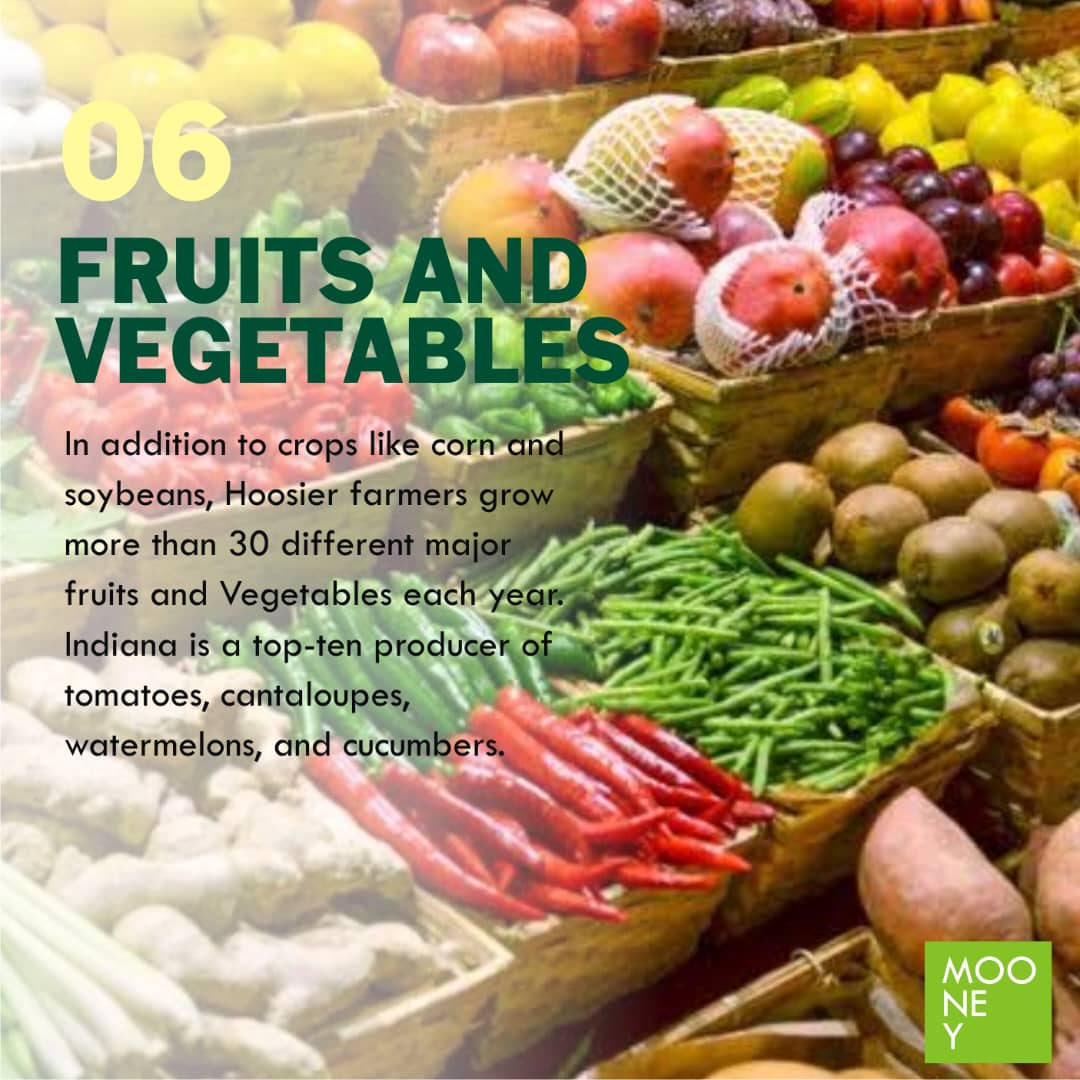 06
FRUITS AND
VEGETABLES
In addition to crops like corn and
soybeans, Hoosier farmers grow
more than 30 different major
fruits and Vegetables each year.
Indiana is a top-ten producer of
tomatoes, cantaloupes,
watermelons, and cucumbers.
MOO
NE
Y